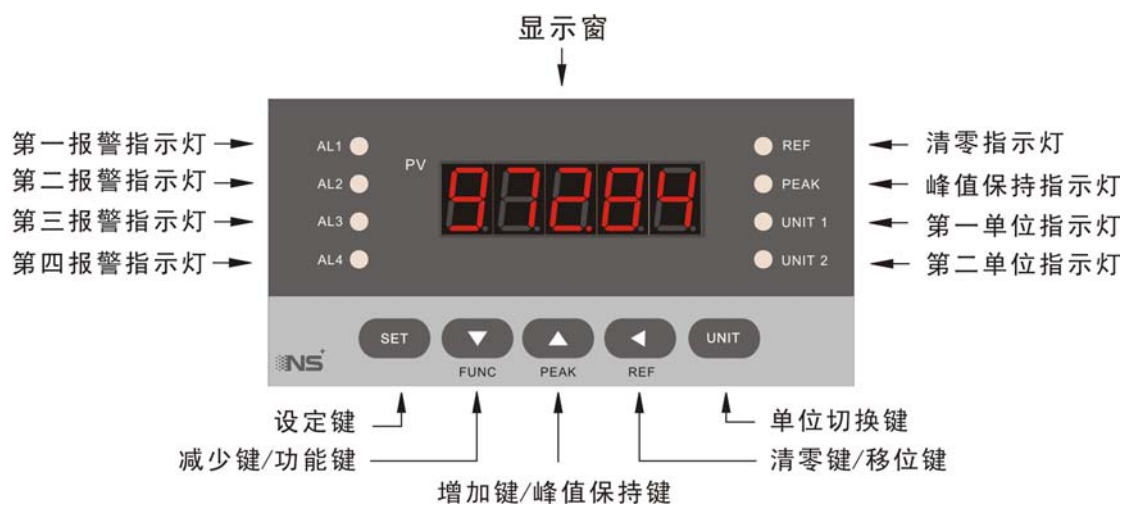 显示窗
第一报警指示灯
第二报警指示灯
第三报警指示灯
第四报警指示灯
AL1
AL2
AL3
AL4
PV
97284
REF
PEAK
UNIT 1
UNIT 2
清零指示灯
峰值保持指示灯
第一单位指示灯
第二单位指示灯
SET
UNIT
FUNC
PEAK
REF
NS+
设定键
减少键/功能键
增加键/峰值保持键
单位切换键
清零键/移位键